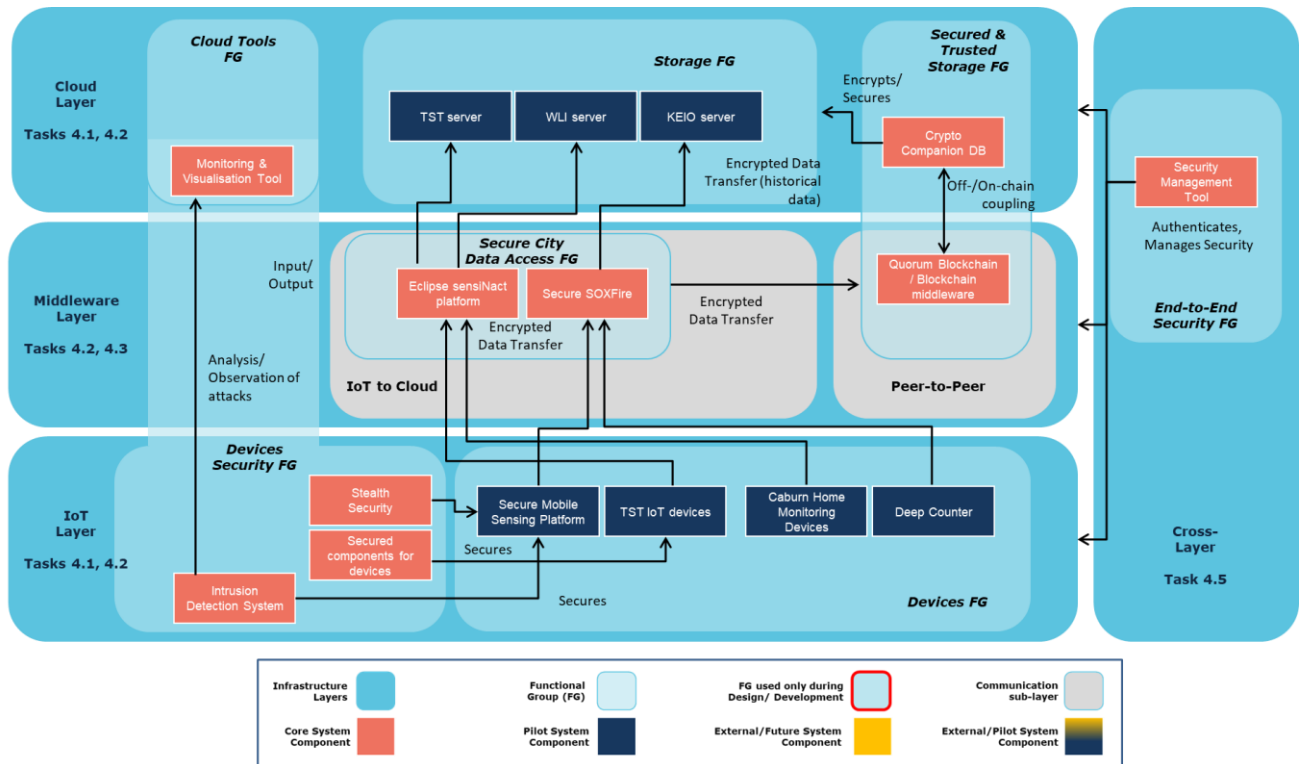 Cloud Tools
FG
Storage FG
Secured &
Trusted
Storage FG
Cloud
Layer
Tasks 4.1, 4.2
TST server
WLI server
KEIO server
Encrypts/
Secures
Crypto
Companion DB
Monitoring &
Visualisation Tool
Encrypted Data
Transfer (historical
data)
Off-/On-chain
coupling
Security
Management
Tool
Authenticates,
Manages Security
End-to-End
Security FG
Middleware
Layer
Tasks 4.2, 4.3
Input/
Output
Analysis/
Observation of
attacks
Secure City
Data Access FG
Eclipse sensiNact
platform
Secure SOXFire
Encrypted
Data Transfer
IoT to Cloud
Encrypted
Data Transfer
Quorum Blockchain
/ Blockchain
middleware
Peer-to-Peer
IoT
Layer
Tasks 4.1, 4.2
Devices
Security FG
Stealth
Security
Secured
components for
devices
Intrusion
Detection System
Secures
Secures
Secure Mobile
Sensing Platform
TST IoT devices
Caburn Home
Monitoring
Devices
Deep Counter
Devices FG
Cross-
Layer
Task 4.5
Infrastructure
Layers
Functional
Group (FG)
FG used only during
Design/ Development
Communication
sub-layer
Core System
Component
Pilot System
Component
External/Future System
Component
External/Pilot System
Component